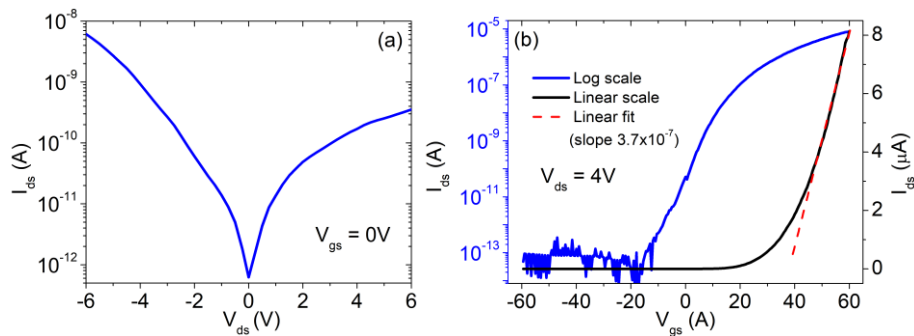 10⁻⁸
10⁻⁹
10⁻¹⁰
10⁻¹¹
10⁻¹²
I_ds (A)
(a)
V_gs = 0V
-6 -4 -2 0 2 4 6
V_ds (V)
10⁻⁵
10⁻⁷
10⁻⁹
10⁻¹¹
10⁻¹³
I_ds (A)
(b)
Log scale
Linear scale
Linear fit
(slope 3.7x10⁻⁷)
V_ds = 4V
8
6
4
2
0
I_ds (μA)
-60 -40 -20 0 20 40 60
V_gs (A)